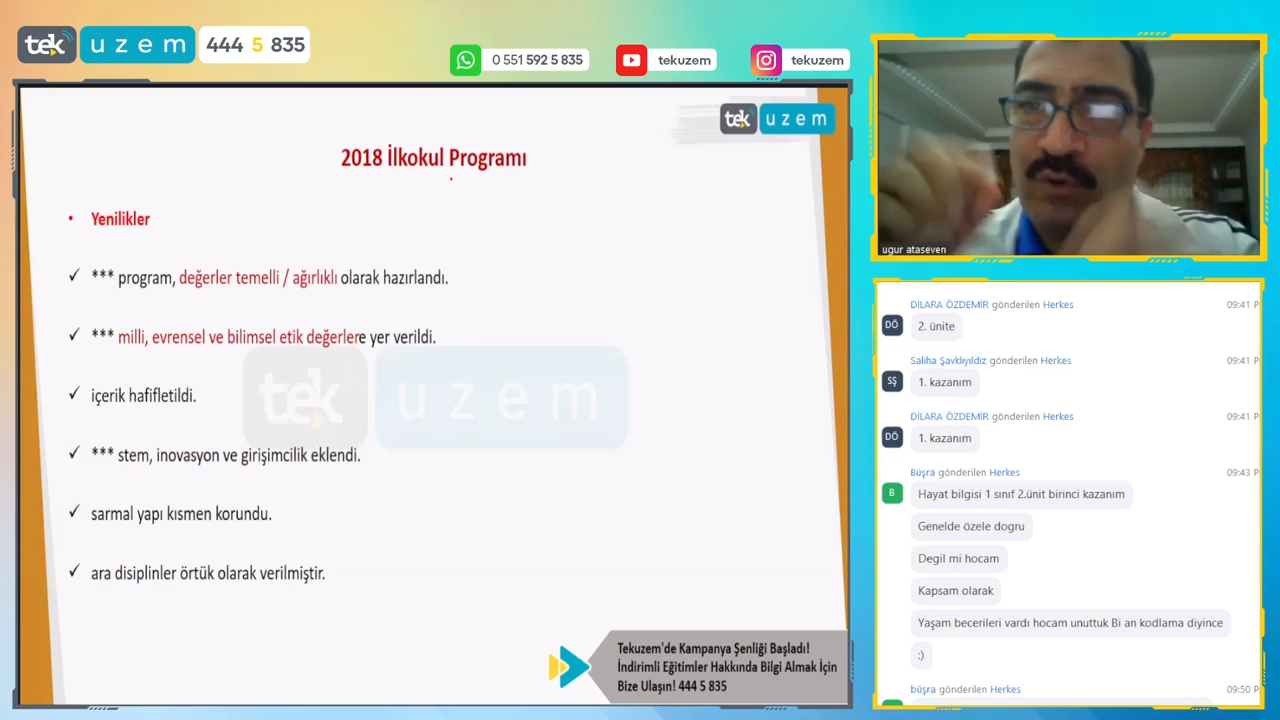 tek uzem 444 5 835
0 551 592 5 835
tekuzem
tekuzem
tek uzem
2018 İlkokul Programı
• Yenilikler
✓ *** program, değerler temelli / ağırlıklı olarak hazırlandı.
✓ *** milli, evrensel ve bilimsel etik değerlere yer verildi.
✓ içerik hafifletildi.
✓ *** stem, inovasyon ve girişimcilik eklendi.
✓ sarmal yapı kısmen korundu.
✓ ara disiplinler örtük olarak verilmiştir.
tek uzem
Tekuzem'de Kampanya Şenliği Başladı!
İndirimli Eğitimler Hakkında Bilgi Almak İçin
Bize Ulaşın! 444 5 835
ugur ataseven
DİLARA ÖZDEMİR gönderilen Herkes 09:41 P
DÖ 2. ünite
Saliha Şavklıyıldız gönderilen Herkes 09:41 P
SŞ 1. kazanım
DİLARA ÖZDEMİR gönderilen Herkes 09:41 P
DÖ 1. kazanım
Büşra gönderilen Herkes 09:43 P
B Hayat bilgisi 1 sınıf 2.ünit birinci kazanım
Genelde özele dogru
Degil mi hocam
Kapsam olarak
Yaşam becerileri vardı hocam unuttuk Bi an kodlama diyince
:)
büşra gönderilen Herkes 09:50 P